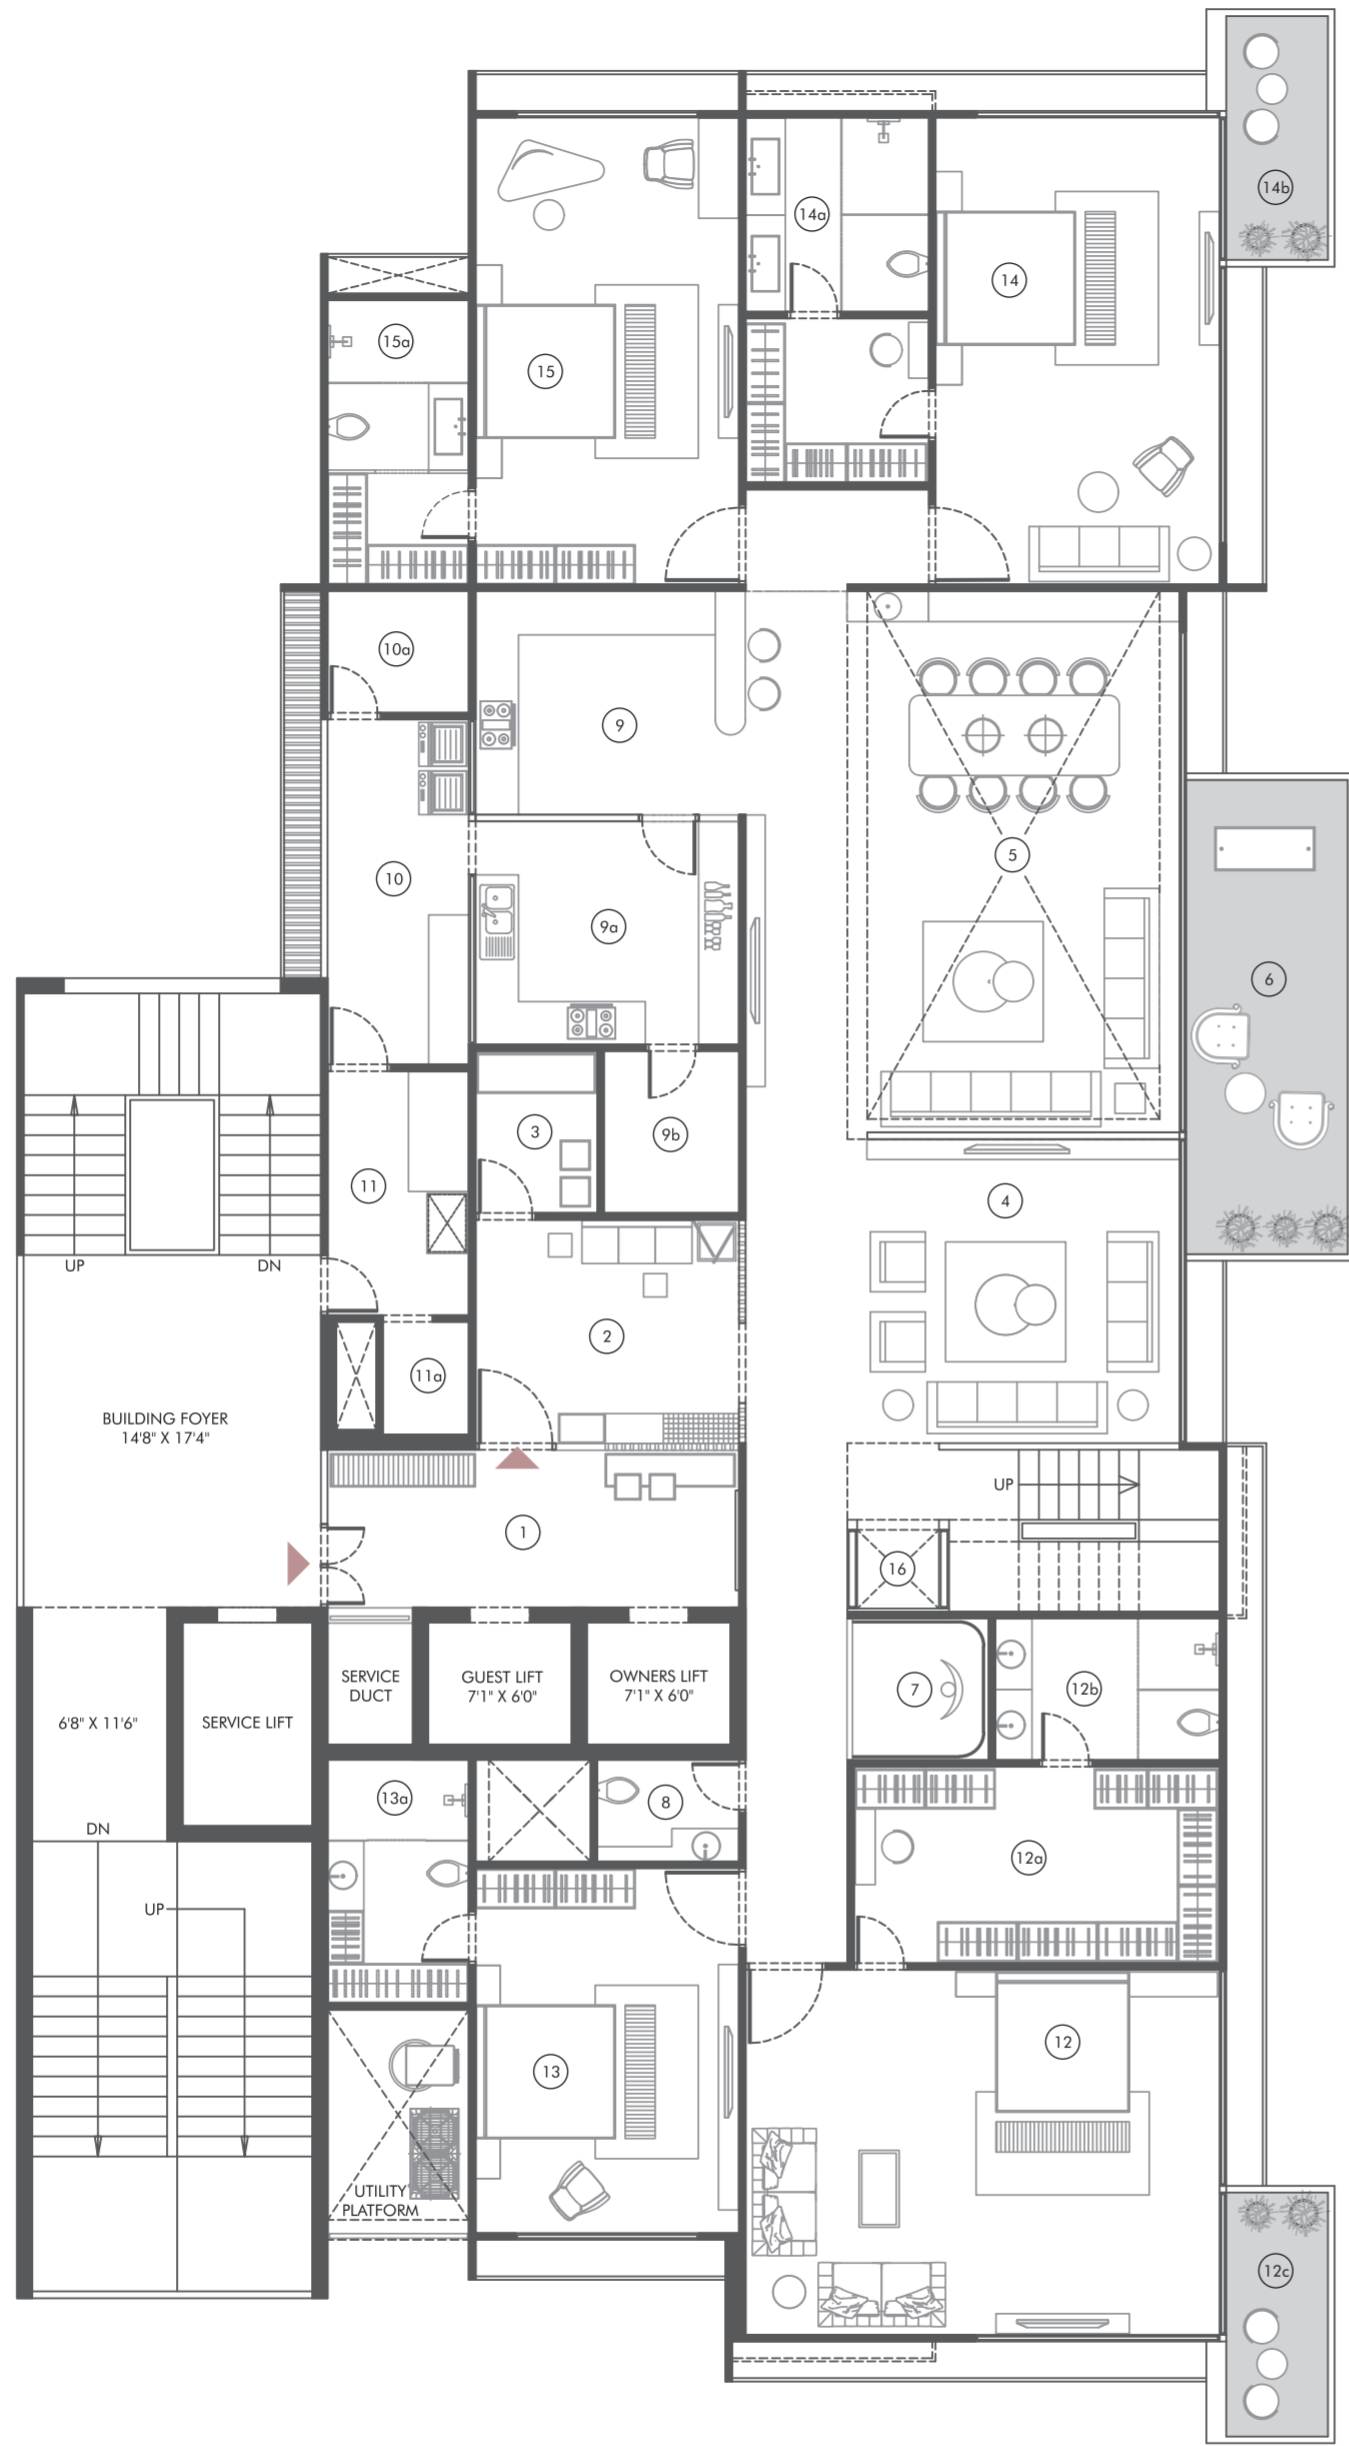 14b
14a
14
15a
15
10a
9
5
10
9a
6
3
9b
11
4
UP
DN
2
11a
BUILDING FOYER
14'8" X 17'4"
UP
1
16
SERVICE
DUCT
GUEST LIFT
7'1" X 6'0"
OWNERS LIFT
7'1" X 6'0"
7
12b
6'8" X 11'6"
SERVICE LIFT
13a
8
DN
12a
UP
12
13
UTILITY
PLATFORM
12c